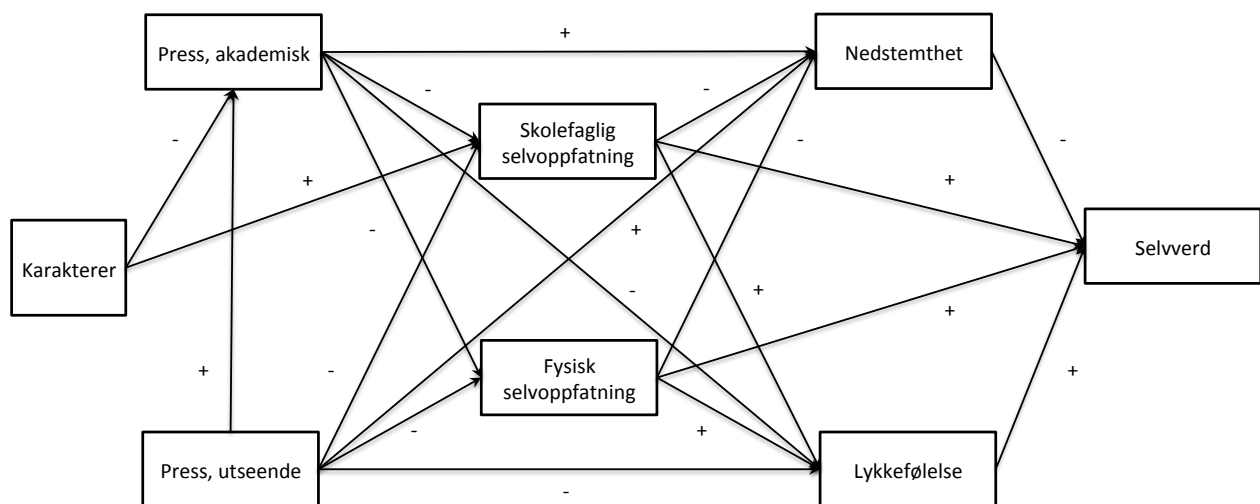 Press, akademisk
+
Nedstemthet
-
-
Skolefaglig
selvoppfatning
-
-
-
+
+
Karakterer
-
+
Selvverd
-
+
+
Fysisk
selvoppfatning
+
-
+
-
+
Press, utseende
-
Lykkefølelse